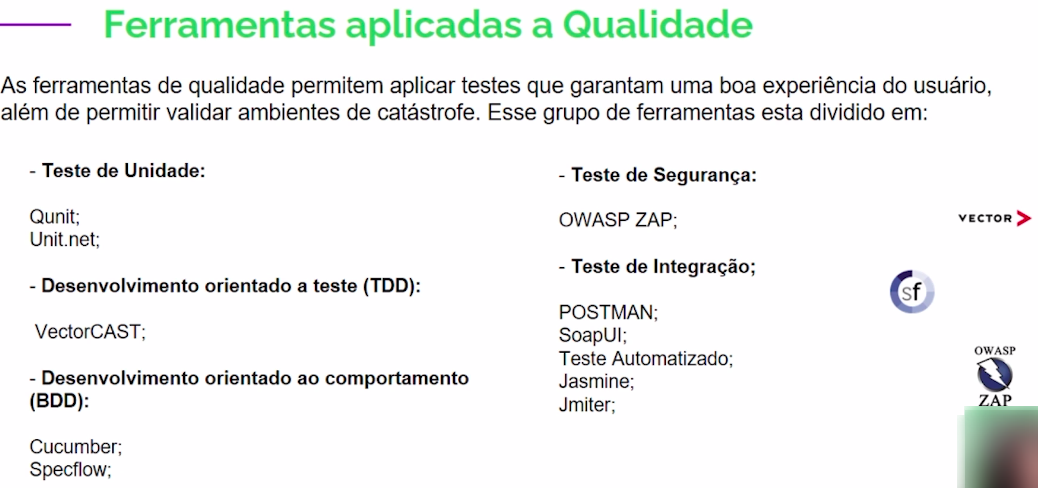 Ferramentas aplicadas a Qualidade
As ferramentas de qualidade permitem aplicar testes que garantam uma boa experiência do usuário,
além de permitir validar ambientes de catástrofe. Esse grupo de ferramentas esta dividido em:
- Teste de Unidade:
Qunit;
Unit.net;
- Desenvolvimento orientado a teste (TDD):
VectorCAST;
- Desenvolvimento orientado ao comportamento
(BDD):
Cucumber;
Specflow;
- Teste de Segurança:
OWASP ZAP;
- Teste de Integração;
POSTMAN;
SoapUI;
Teste Automatizado;
Jasmine;
Jmiter;
VECTOR
sf
OWASP
ZAP